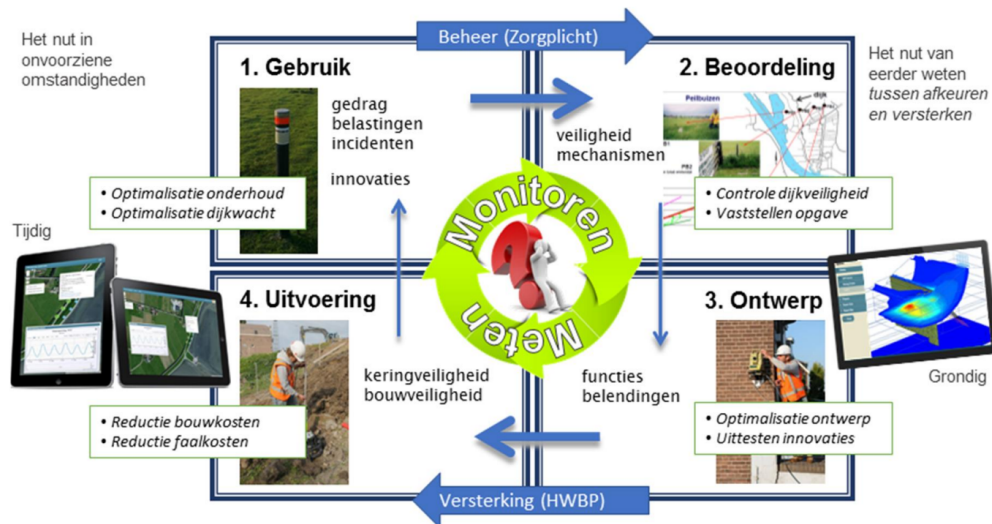 Het nut in
onvoorziene
omstandigheden
Beheer (Zorgplicht)
Het nut van
eerder weten
tussen afkeuren
en versterken
1. Gebruik
gedrag
belastingen
incidenten
innovaties
• Optimalisatie onderhoud
• Optimalisatie dijkwacht
2. Beoordeling
dijk
Peilbuizen
PB2
veiligheid
mechanismen
• Controle dijkveiligheid
• Vaststellen opgave
Monitoren
Meten
Tijdig
4. Uitvoering
keringveiligheid
bouwveiligheid
• Reductie bouwkosten
• Reductie faalkosten
3. Ontwerp
functies
belendingen
• Optimalisatie ontwerp
• Uittesten innovaties
Grondig
Versterking (HWBP)